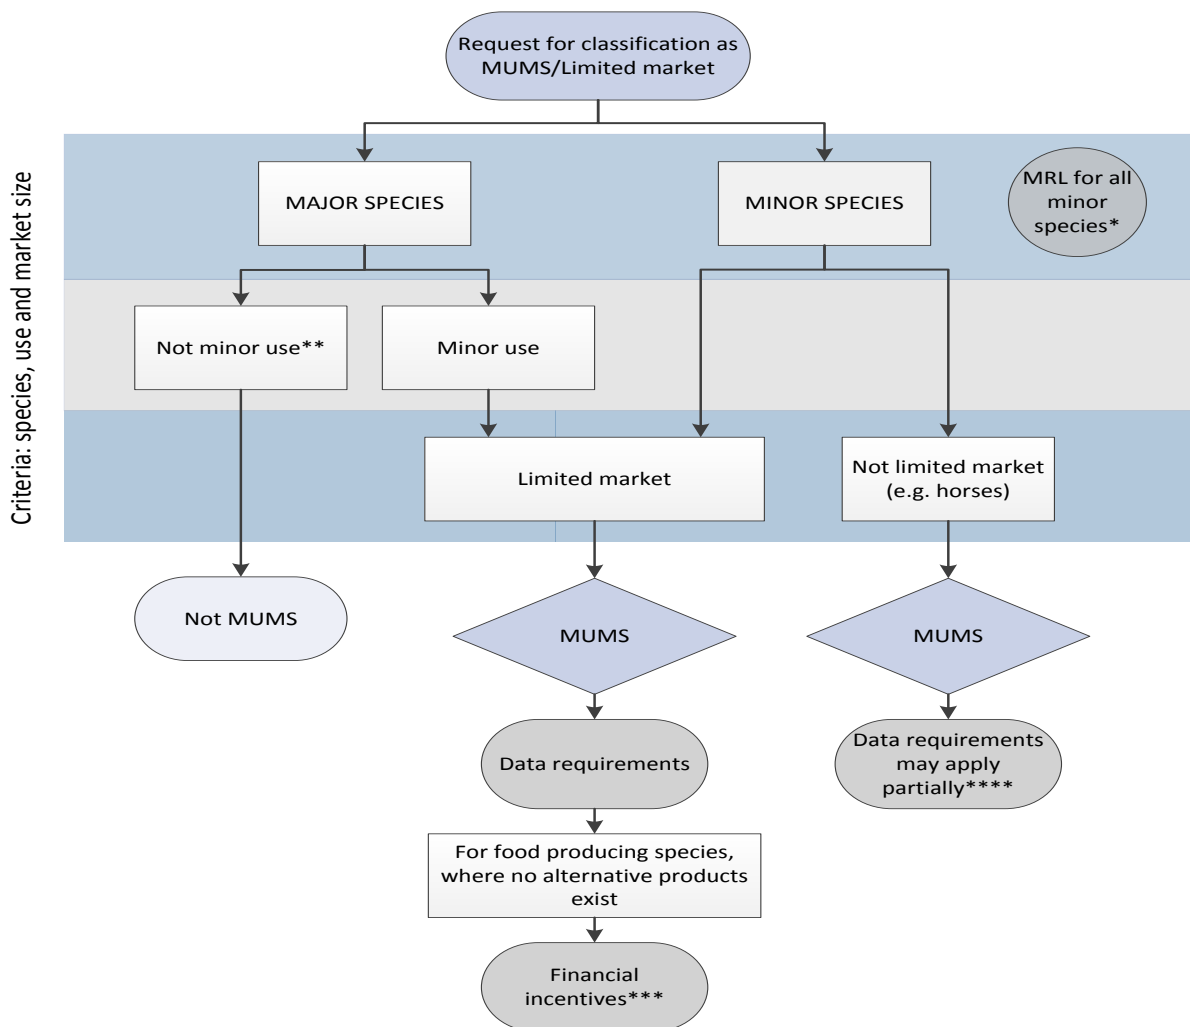 Request for classification as
MUMS/Limited market
Criteria: species, use and market size
MAJOR SPECIES
MINOR SPECIES
MRL for all
minor
species*
Not minor use**
Minor use
Limited market
Not limited market
(e.g. horses)
Not MUMS
MUMS
MUMS
Data requirements
Data requirements
may apply
partially****
For food producing species,
where no alternative products
exist
Financial
incentives***